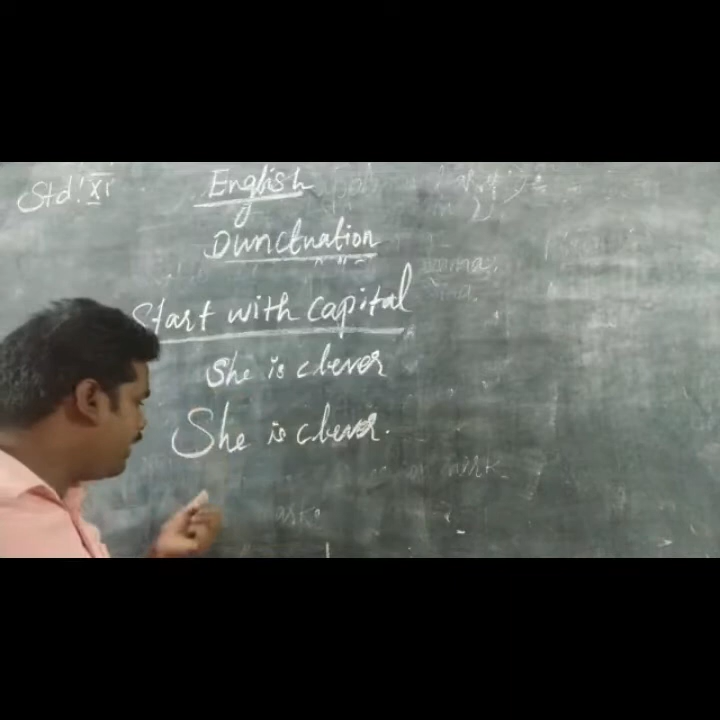 Std: XI
English
Punctuation
Start with capital
she is clever
She is clever.